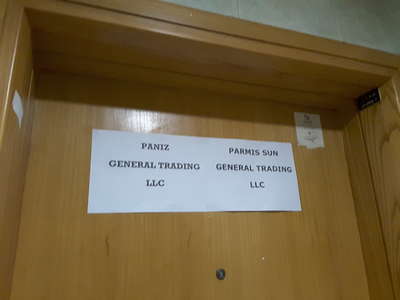 PANIZ
GENERAL TRADING
LLC
PARMIS SUN
GENERAL TRADING
LLC